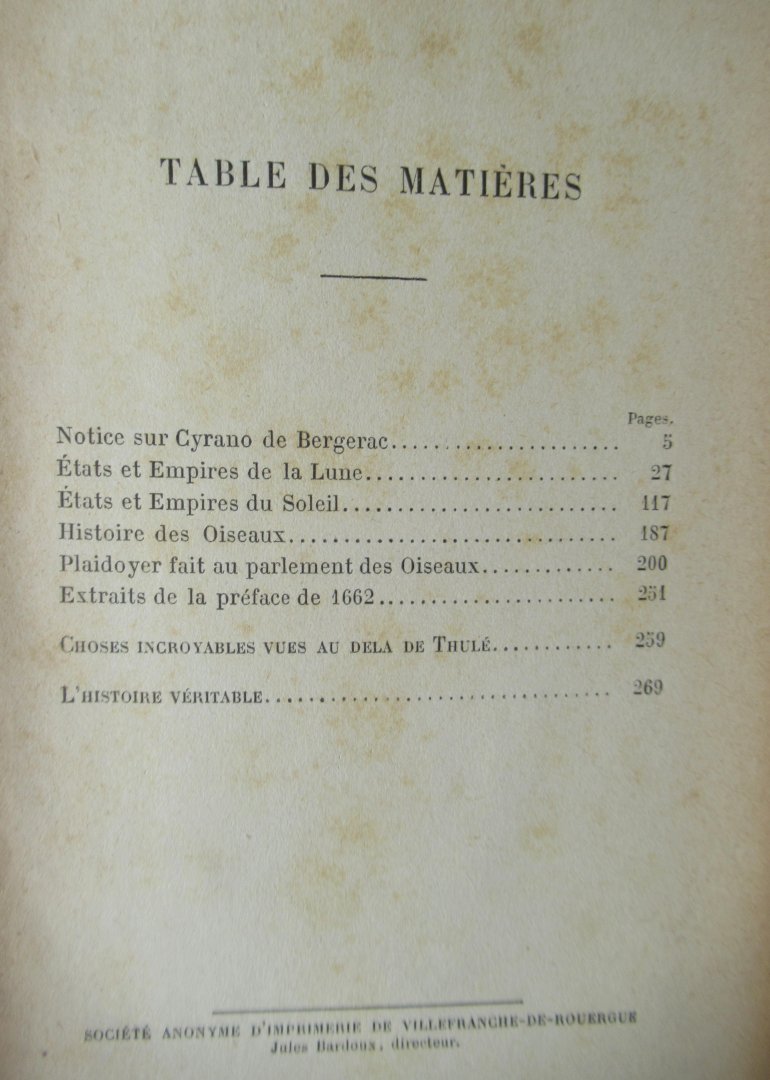 TABLE DES MATIÈRES
Pages.
Notice sur Cyrano de Bergerac........................ 5
États et Empires de la Lune.......................... 27
États et Empires du Soleil........................... 117
Histoire des Oiseaux................................. 187
Plaidoyer fait au parlement des Oiseaux............. 200
Extraits de la préface de 1662....................... 251
CHOSES INCROYABLES VUES AU DELA DE THULÉ............ 259
L'HISTOIRE VÉRITABLE................................. 269
SOCIÉTÉ ANONYME D'IMPRIMERIE DE VILLEFRANCHE-DE-ROUERGUE
Jules Bardoux, directeur.